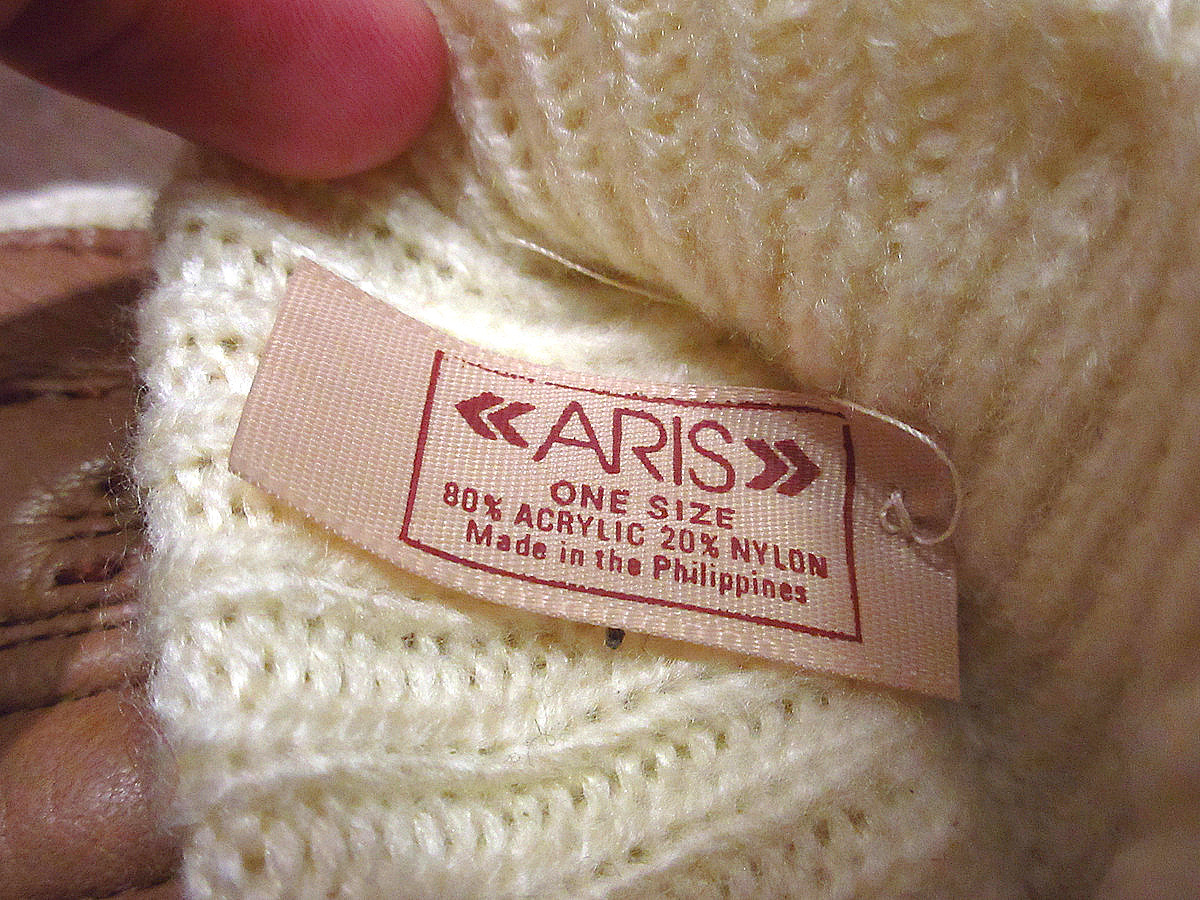 ARIS
ONE SIZE
80% ACRYLIC 20% NYLON
Made in the Philippines